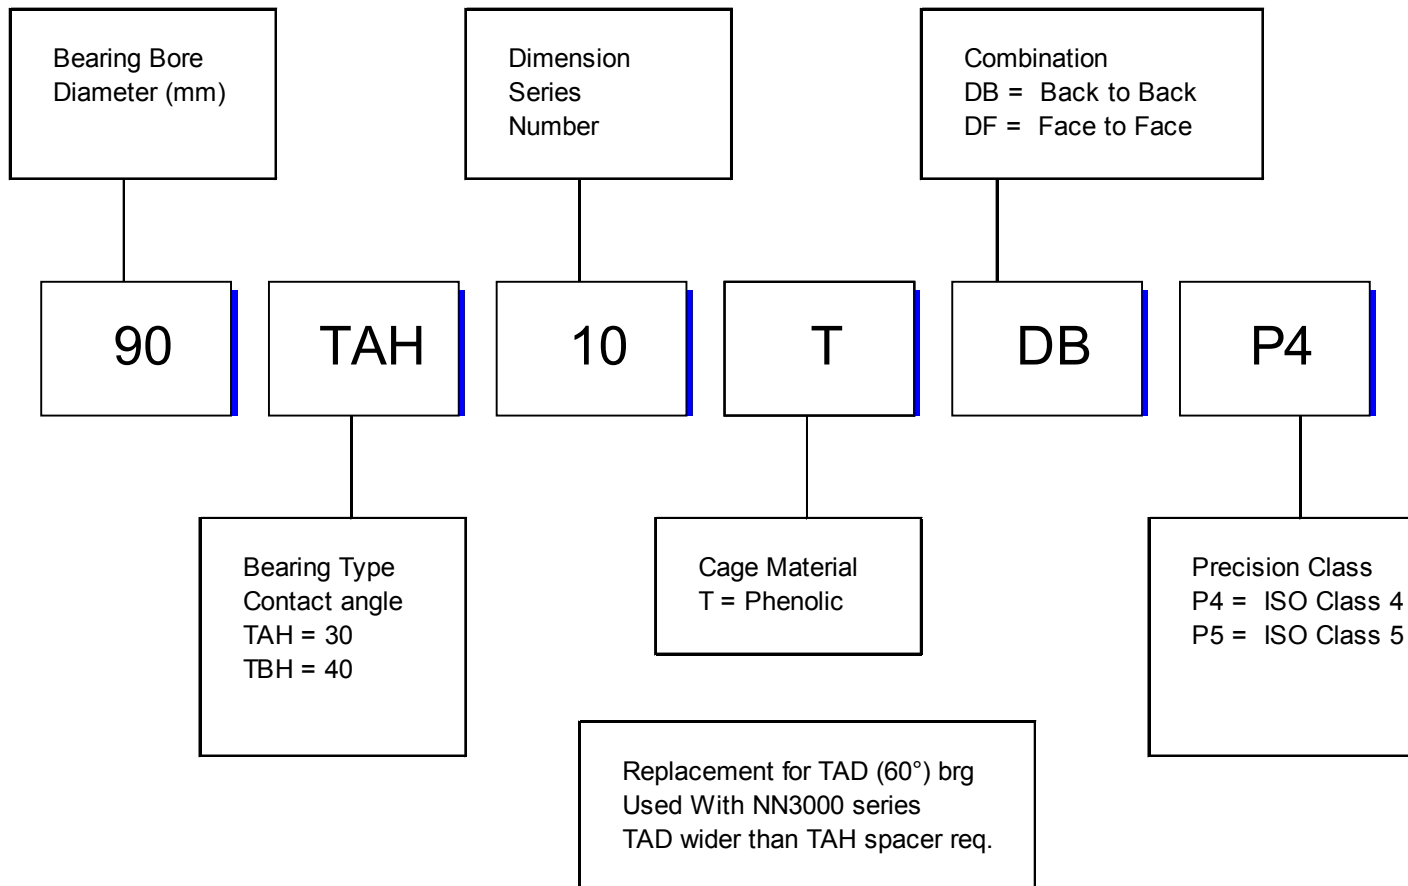 Bearing Bore
Diameter (mm)
Dimension
Series
Number
Combination
DB = Back to Back
DF = Face to Face
90
TAH
10
T
DB
P4
Bearing Type
Contact angle
TAH = 30
TBH = 40
Cage Material
T = Phenolic
Precision Class
P4 = ISO Class 4
P5 = ISO Class 5
Replacement for TAD (60°) brg
Used With NN3000 series
TAD wider than TAH spacer req.